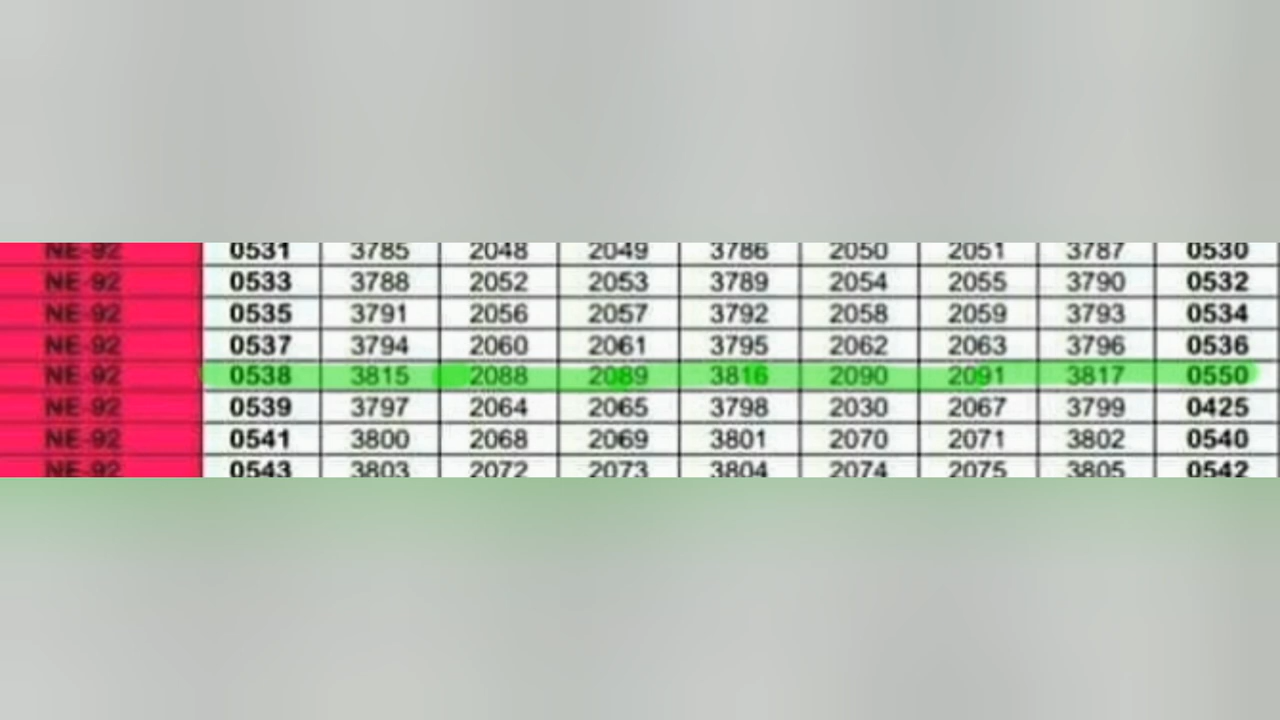 NE-92 0531 3785 2048 2049 3786 2050 2051 3787 0530
NE-92 0533 3788 2052 2053 3789 2054 2055 3790 0532
NE-92 0535 3791 2056 2057 3792 2058 2059 3793 0534
NE-92 0537 3794 2060 2061 3795 2062 2063 3796 0536
NE-92 0538 3815 2088 2089 3816 2090 2091 3817 0550
NE-92 0539 3797 2064 2065 3798 2030 2067 3799 0425
NE-92 0541 3800 2068 2069 3801 2070 2071 3802 0540
NE-92 0543 3803 2072 2073 3804 2074 2075 3805 0542